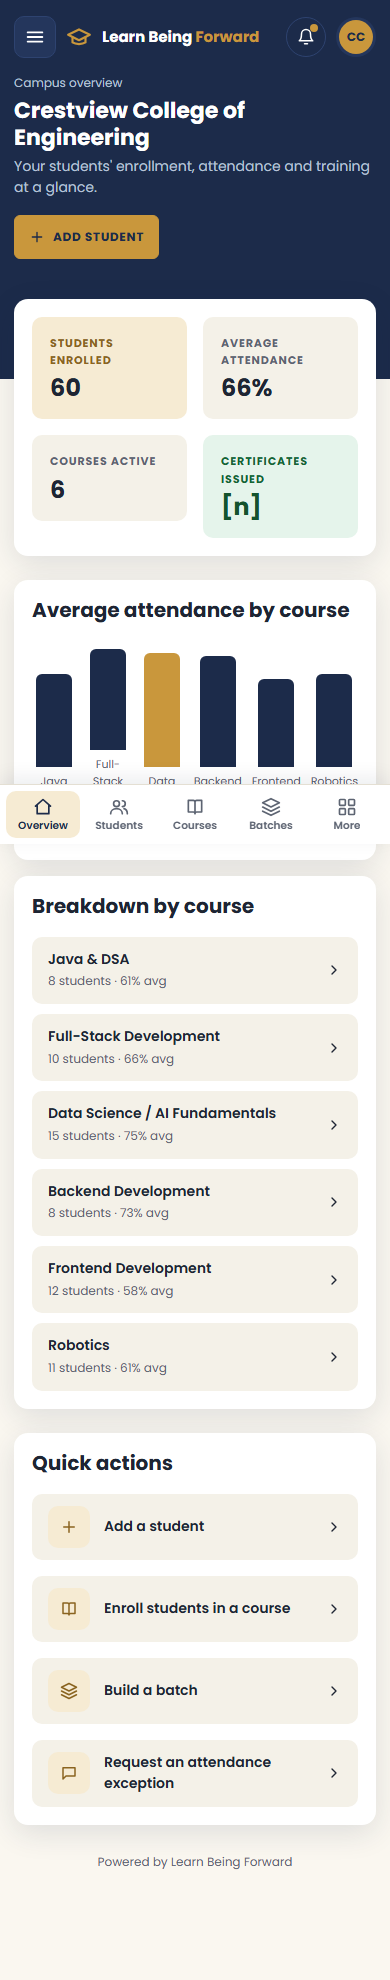 Learn Being Forward
CC
Campus overview
Crestview College of
Engineering
Your students' enrollment, attendance and training
at a glance.
ADD STUDENT
STUDENTS
ENROLLED
60
AVERAGE
ATTENDANCE
66%
COURSES ACTIVE
6
CERTIFICATES
ISSUED
[n]
Average attendance by course
Java
Full-
Stack
Data
Backend
Frontend
Robotics
Overview
Students
Courses
Batches
More
Breakdown by course
Java & DSA
8 students · 61% avg
Full-Stack Development
10 students · 66% avg
Data Science / AI Fundamentals
15 students · 75% avg
Backend Development
8 students · 73% avg
Frontend Development
12 students · 58% avg
Robotics
11 students · 61% avg
Quick actions
Add a student
Enroll students in a course
Build a batch
Request an attendance
exception
Powered by Learn Being Forward